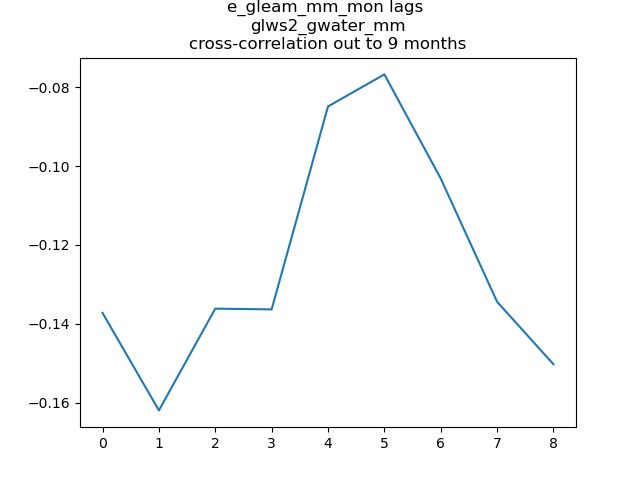 e_gleam_mm_mon lags
glws2_gwater_mm
cross-correlation out to 9 months
−0.08
−0.10
−0.12
−0.14
−0.16
0 1 2 3 4 5 6 7 8